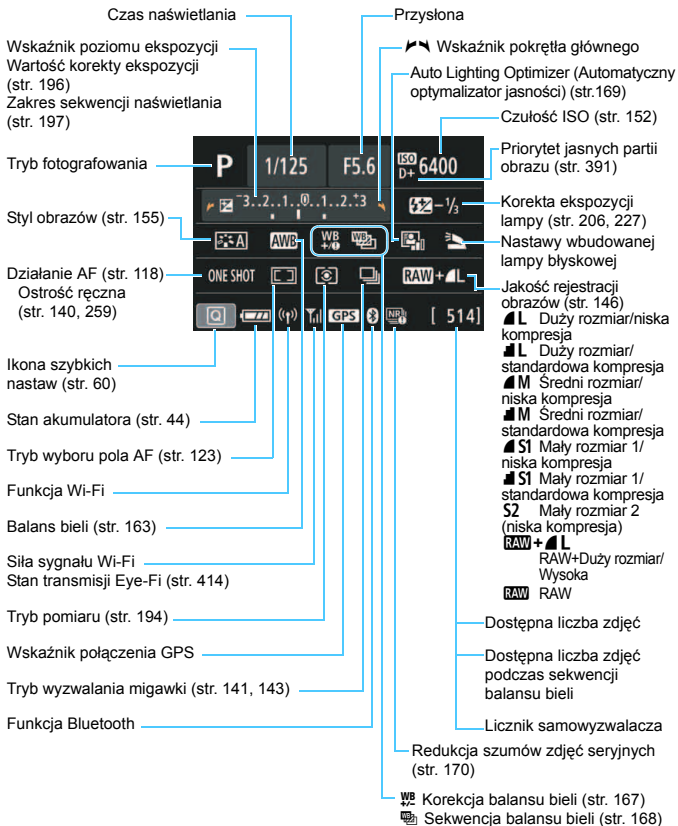 Czas naświetlania
Przysłona
Wskaźnik poziomu ekspozycji
Wartość korekty ekspozycji
(str. 196)
Zakres sekwencji naświetlania
(str. 197)
Wskaźnik pokrętła głównego
Auto Lighting Optimizer (Automatyczny
optymalizator jasności) (str.169)
Czułość ISO (str. 152)
Priorytet jasnych partii
obrazu (str. 391)
Tryb fotografowania
P 1/125 F5.6 ISO D+ 6400
-3..2..1..0..1..2.+3
Korekta ekspozycji
lampy (str. 206, 227)
-1/3
Styl obrazów (str. 155)
A AWB WB +/- WB
Nastawy wbudowanej
lampy błyskowej
Działanie AF (str. 118)
Ostrość ręczna
(str. 140, 259)
ONE SHOT RAW+L
Jakość rejestracji
obrazów (str. 146)
L Duży rozmiar/niska
kompresja
L Duży rozmiar/
standardowa kompresja
M Średni rozmiar/
niska kompresja
M Średni rozmiar/
standardowa kompresja
S1 Mały rozmiar 1/
niska kompresja
S1 Mały rozmiar 1/
standardowa kompresja
S2 Mały rozmiar 2
(niska kompresja)
RAW+L
RAW+Duży rozmiar/
Wysoka
RAW RAW
Q GPS NR [ 514]
Ikona szybkich
nastaw (str. 60)
Stan akumulatora (str. 44)
Tryb wyboru pola AF (str. 123)
Funkcja Wi-Fi
Balans bieli (str. 163)
Siła sygnału Wi-Fi
Stan transmisji Eye-Fi (str. 414)
Tryb pomiaru (str. 194)
Wskaźnik połączenia GPS
Tryb wyzwalania migawki (str. 141, 143)
Funkcja Bluetooth
Dostępna liczba zdjęć
Dostępna liczba zdjęć
podczas sekwencji
balansu bieli
Licznik samowyzwalacza
Redukcja szumów zdjęć seryjnych
(str. 170)
WB +/- Korekcja balansu bieli (str. 167)
WB Sekwencja balansu bieli (str. 168)